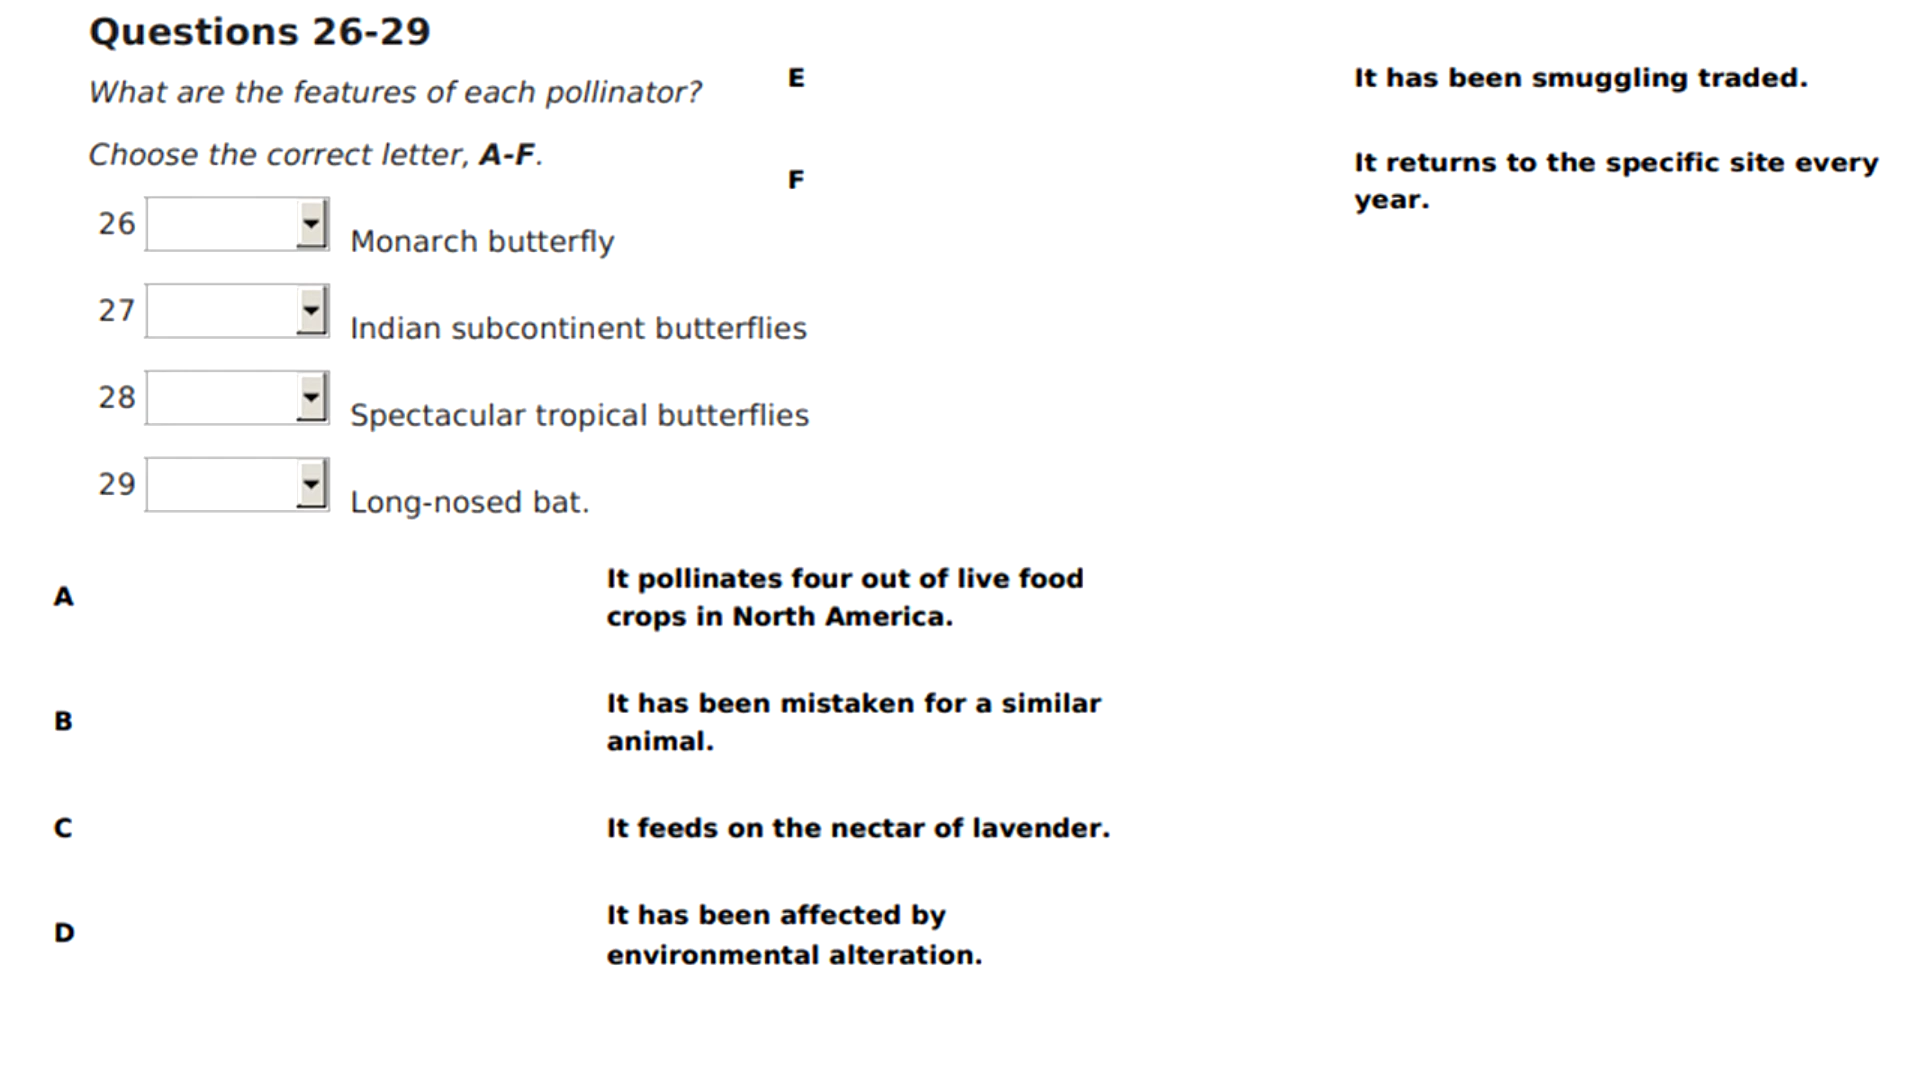 Questions 26-29
What are the features of each pollinator?
Choose the correct letter, A-F.
26 Monarch butterfly
27 Indian subcontinent butterflies
28 Spectacular tropical butterflies
29 Long-nosed bat.
A It pollinates four out of live food
crops in North America.
B It has been mistaken for a similar
animal.
C It feeds on the nectar of lavender.
D It has been affected by
environmental alteration.
E It has been smuggling traded.
F It returns to the specific site every
year.